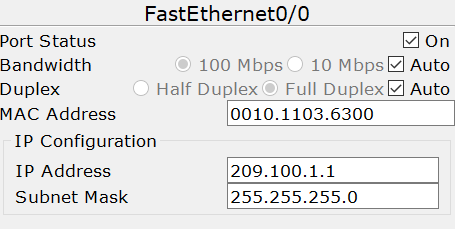 FastEthernet0/0
Port Status On
Bandwidth 100 Mbps 10 Mbps Auto
Duplex Half Duplex Full Duplex Auto
MAC Address 0010.1103.6300
IP Configuration
IP Address 209.100.1.1
Subnet Mask 255.255.255.0